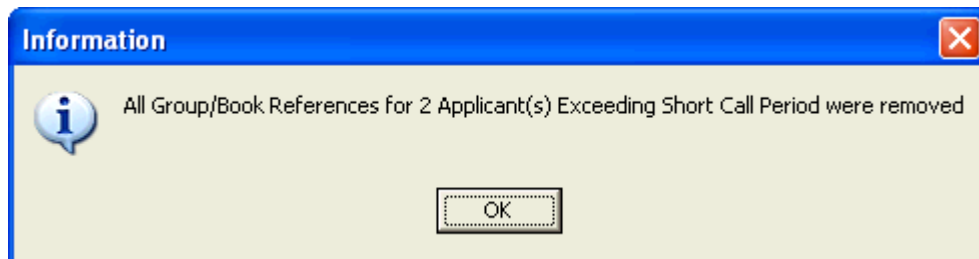 Information
All Group/Book References for 2 Applicant(s) Exceeding Short Call Period were removed
OK